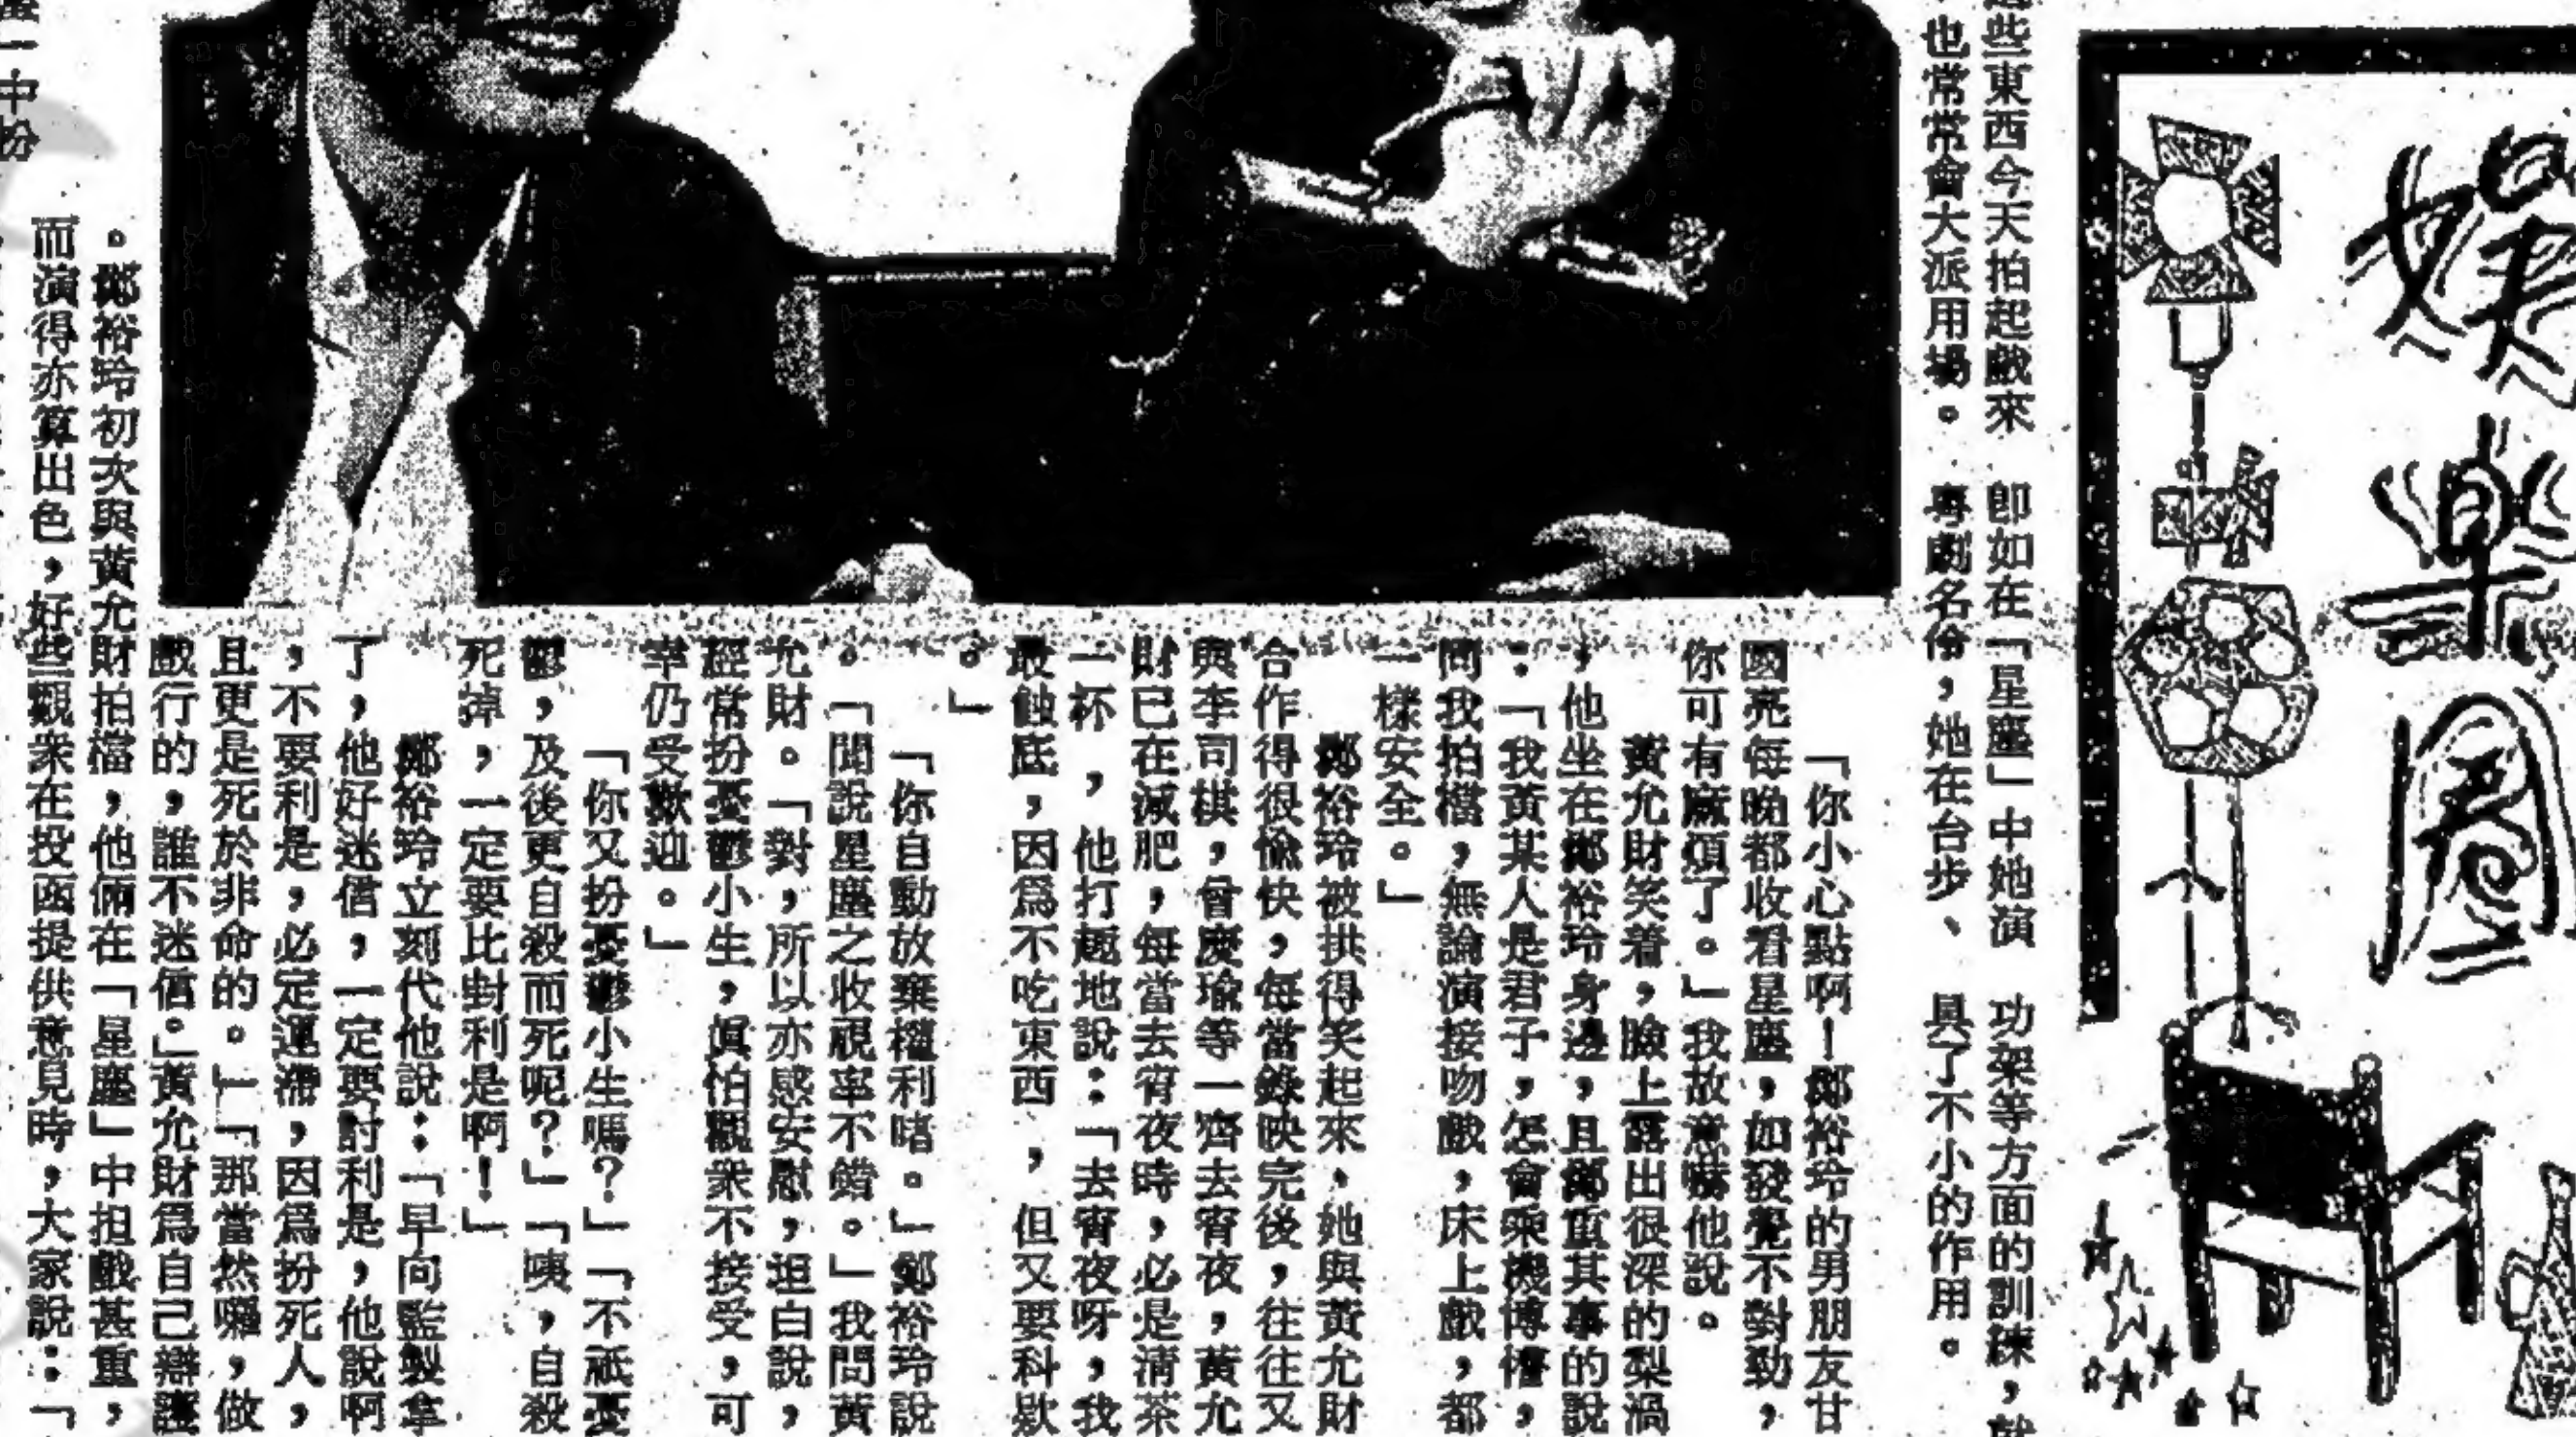 娛樂圈
這些東西今天拍起戲來
，也常常會大派用場。
即如在「星塵」中她演
粵劇名伶，她在台步、
功架等方面的訓練，就
具了不小的作用。
「你小心點啊！鄭裕玲的男朋友甘
國亮每晚都收看星塵，如發覺不對勁，
你可有麻煩了。」我故意嚇他說。
黃允財笑着，臉上露出很深的梨渦
，他坐在鄭裕玲身邊，且鄭重其事的說
：「我黃某人是君子，怎會乘機博懵，
同我拍檔，無論演接吻戲，床上戲，都
一樣安全。」
鄭裕玲被拱得笑起來，她與黃允財
合作得很愉快，每當錄映完後，往往又
與李司棋，曾慶瑜等一齊去宵夜，黃允
財已在減肥，每當去宵夜時，必是清茶
一杯，他打趣地說：「去宵夜呀，我
最蝕底，因爲不吃東西，但又要科欵
。」
「你自動放棄權利啫。」鄭裕玲說
。「聞說星塵之收視率不錯。」我問黃
允財。「對，所以亦感安慰，坦白說，
經常扮憂鬱小生，眞怕觀衆不接受，可
幸仍受歡迎。」
「你又扮憂鬱小生嗎？」「不祗憂
鬱，及後更自殺而死呢？」「咦，自殺
死掉，一定要比封利是啊！」
鄭裕玲立刻代他說：「早向監製拿
了，他好迷信，一定要討利是，他說啊
，不要利是，必定運滯，因爲扮死人，
且更是死於非命的。」「那當然囉，做
戲行的，誰不迷信。」黃允財爲自己辯護
。鄭裕玲初次與黃允財拍檔，他倆在「星塵」中担戲甚重，
而演得亦算出色，好些觀衆在投函提供意見時，大家說：「
中扮